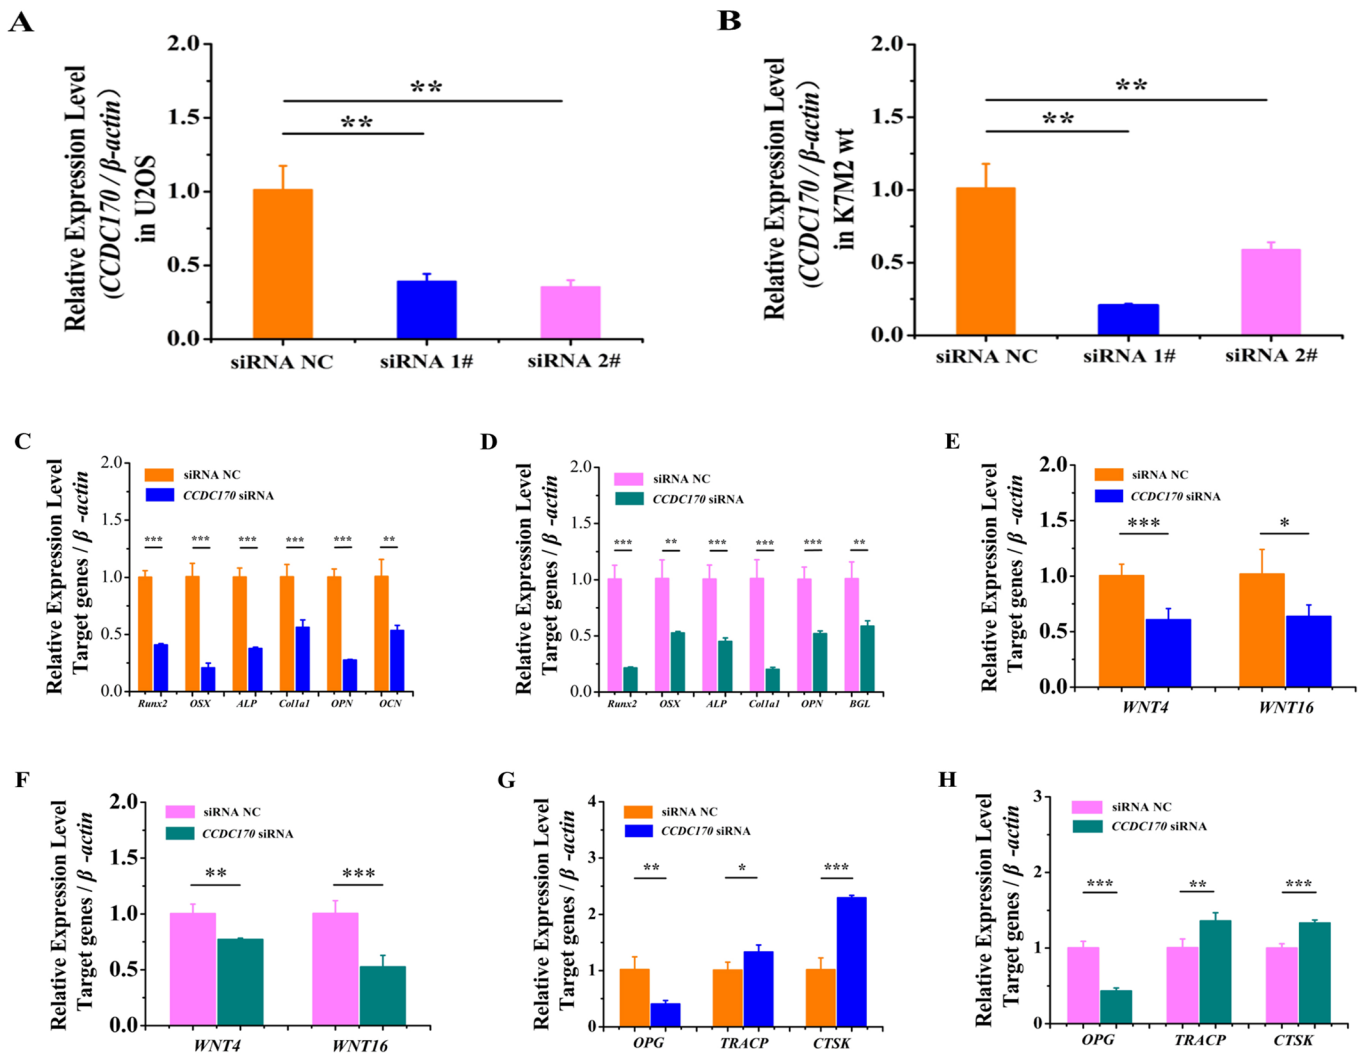 A
Relative Expression Level
(CCDC170 / β-actin)
in U2OS
2.0
1.5
1.0
0.5
0.0
**
**
siRNA NC
siRNA 1#
siRNA 2#
B
Relative Expression Level
(CCDC170 / β-actin)
in K7M2 wt
2.0
1.5
1.0
0.5
0.0
**
**
siRNA NC
siRNA 1#
siRNA 2#
C
Relative Expression Level
Target genes / β -actin
2.0
1.5
1.0
0.5
0.0
siRNA NC
CCDC170 siRNA
*** *** *** *** *** **
Runx2 OSX ALP Col1a1 OPN OCN
D
Relative Expression Level
Target genes / β -actin
2.0
1.5
1.0
0.5
0.0
siRNA NC
CCDC170 siRNA
*** ** *** *** *** **
Runx2 OSX ALP Col1a1 OPN BGL
E
Relative Expression Level
Target genes / β -actin
2.0
1.5
1.0
0.5
0.0
siRNA NC
CCDC170 siRNA
*** *
WNT4 WNT16
F
Relative Expression Level
Target genes / β -actin
2.0
1.5
1.0
0.5
0.0
siRNA NC
CCDC170 siRNA
** ***
WNT4 WNT16
G
Relative Expression Level
Target genes / β -actin
4
3
2
1
0
siRNA NC
CCDC170 siRNA
** * ***
OPG TRACP CTSK
H
Relative Expression Level
Target genes / β -actin
3
2
1
0
siRNA NC
CCDC170 siRNA
*** ** ***
OPG TRACP CTSK